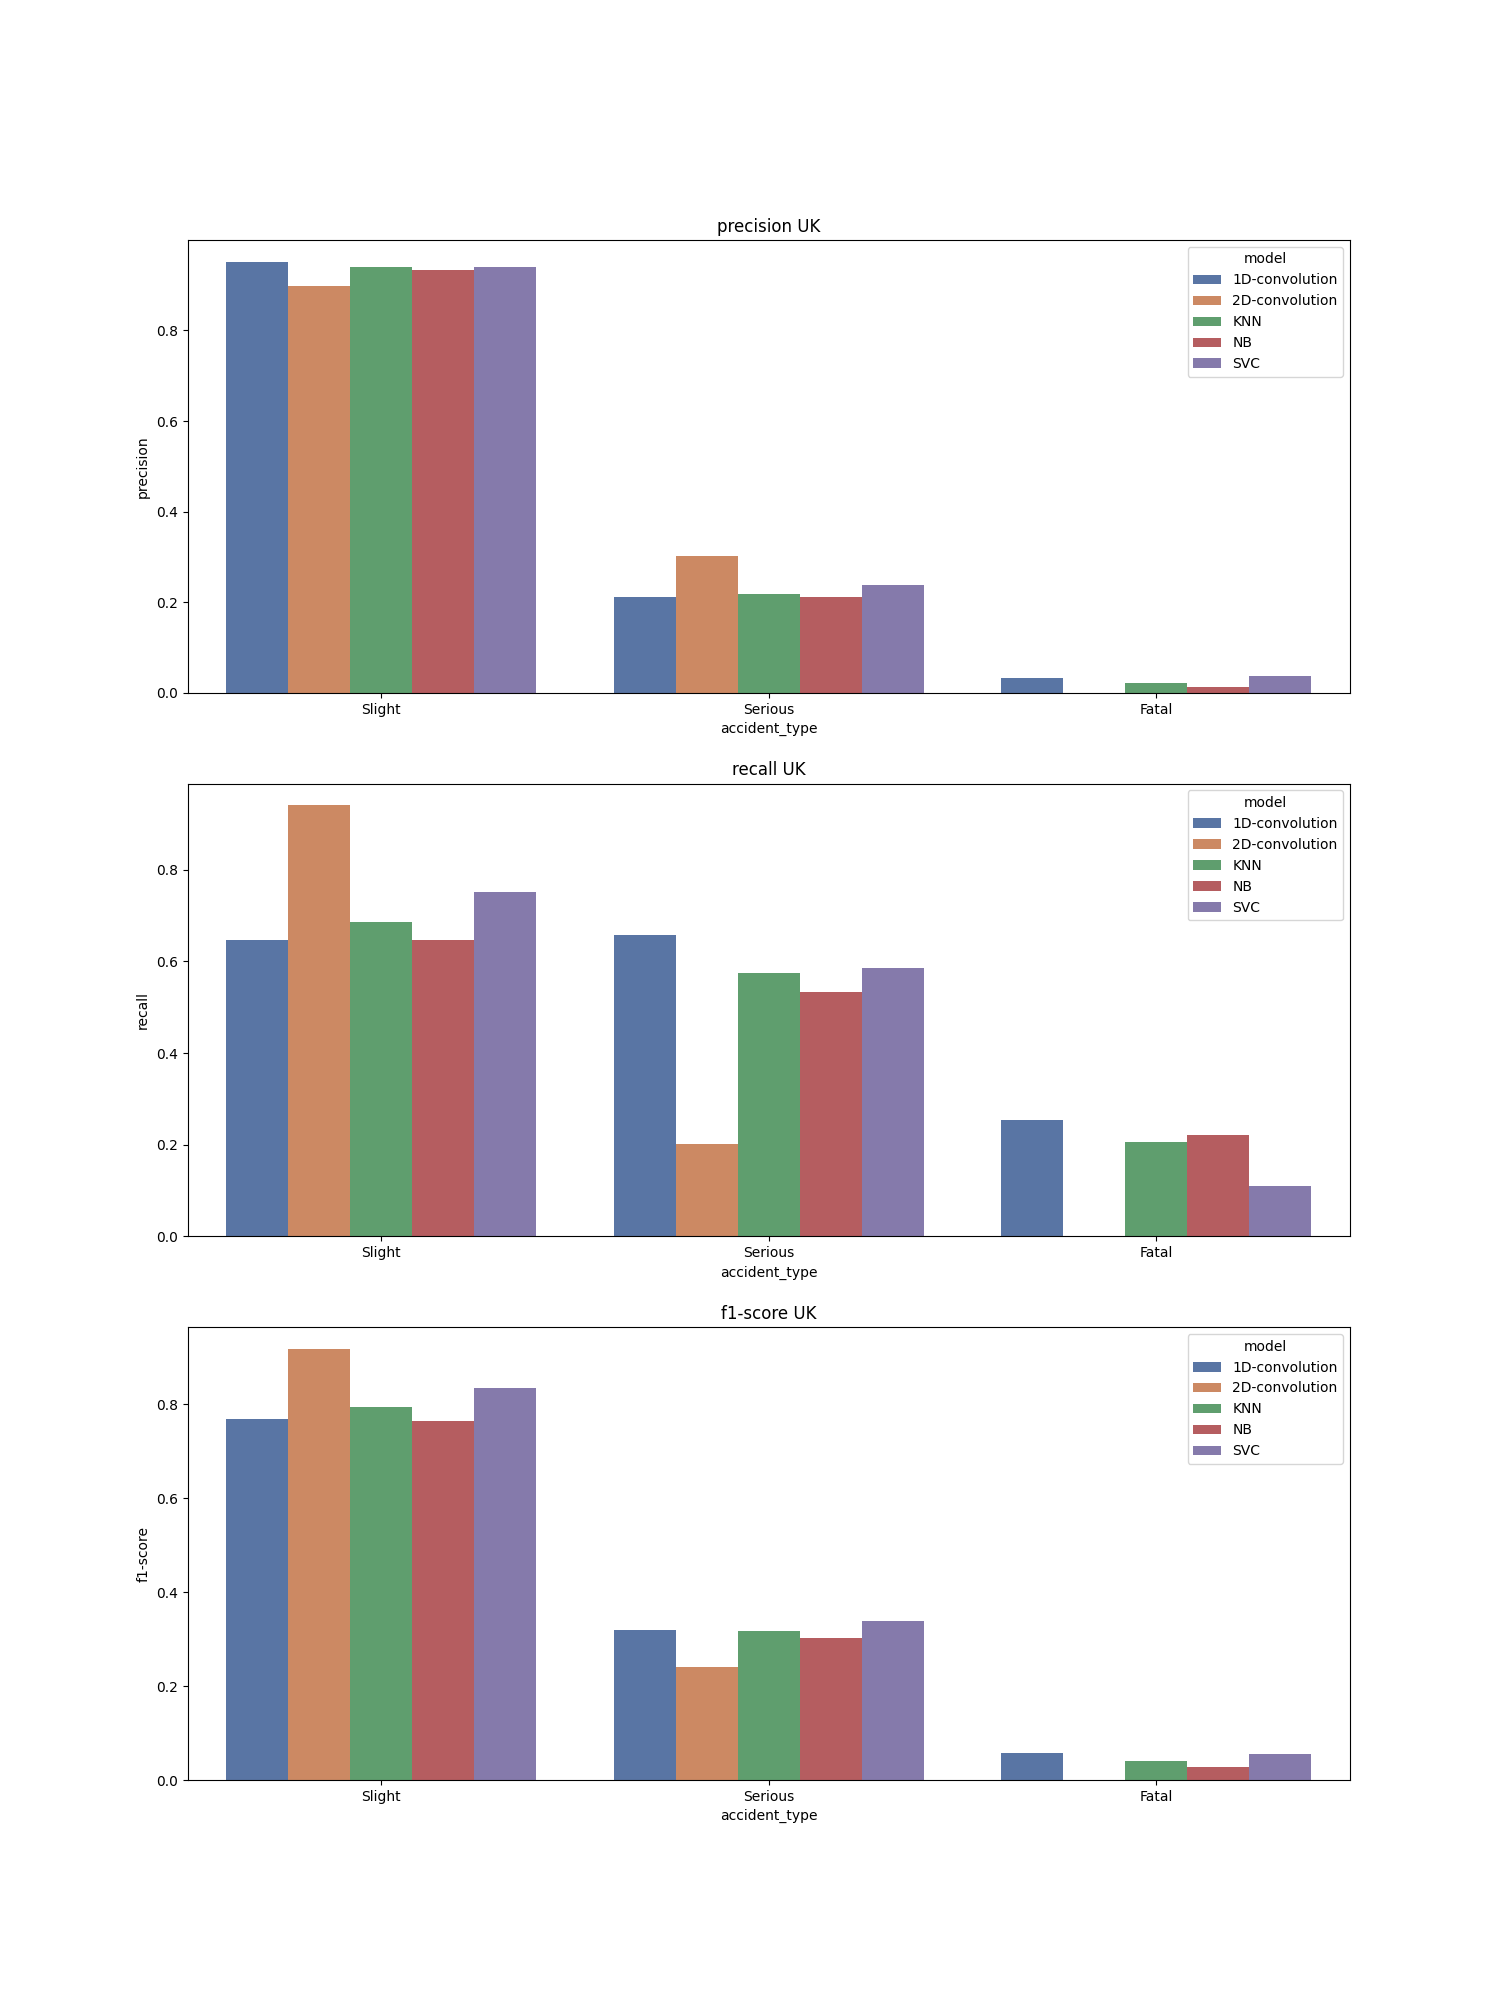 precision UK
model
1D-convolution
2D-convolution
KNN
NB
SVC
precision
0.8
0.6
0.4
0.2
0.0
Slight Serious Fatal
accident_type
recall UK
model
1D-convolution
2D-convolution
KNN
NB
SVC
recall
0.8
0.6
0.4
0.2
0.0
Slight Serious Fatal
accident_type
f1-score UK
model
1D-convolution
2D-convolution
KNN
NB
SVC
f1-score
0.8
0.6
0.4
0.2
0.0
Slight Serious Fatal
accident_type